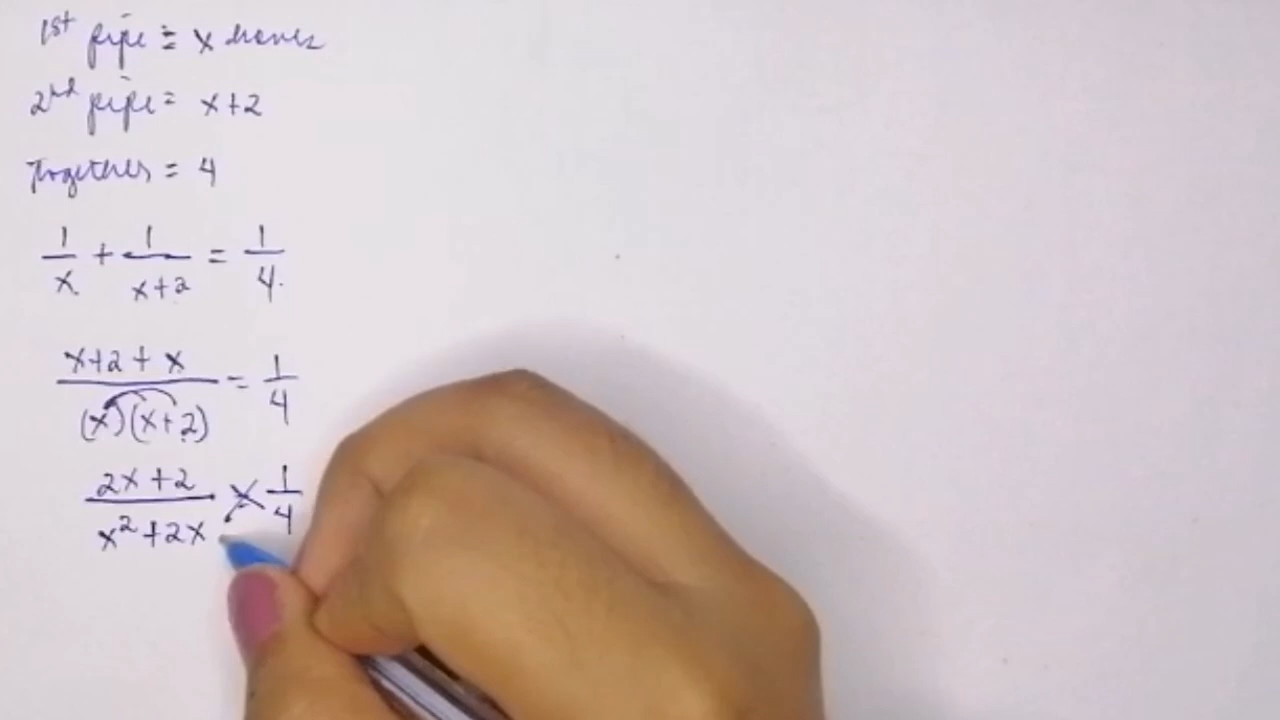 1st pipe = x hours
2nd pipe = x+2
Together = 4
1/x + 1/x+2 = 1/4
x+2 + x / (x)(x+2) = 1/4
2x+2 / x²+2x × 1/4